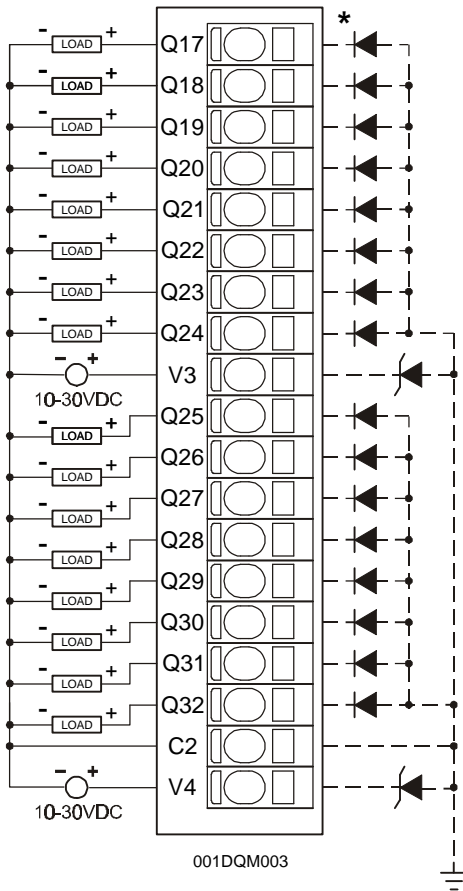 *
- LOAD + Q17
- LOAD + Q18
- LOAD + Q19
- LOAD + Q20
- LOAD + Q21
- LOAD + Q22
- LOAD + Q23
- LOAD + Q24
- + V3
10-30VDC
Q25
- LOAD +
Q26
- LOAD +
Q27
- LOAD +
Q28
- LOAD +
Q29
- LOAD +
Q30
- LOAD +
Q31
- LOAD +
Q32
- LOAD +
C2
- + V4
10-30VDC
001DQM003